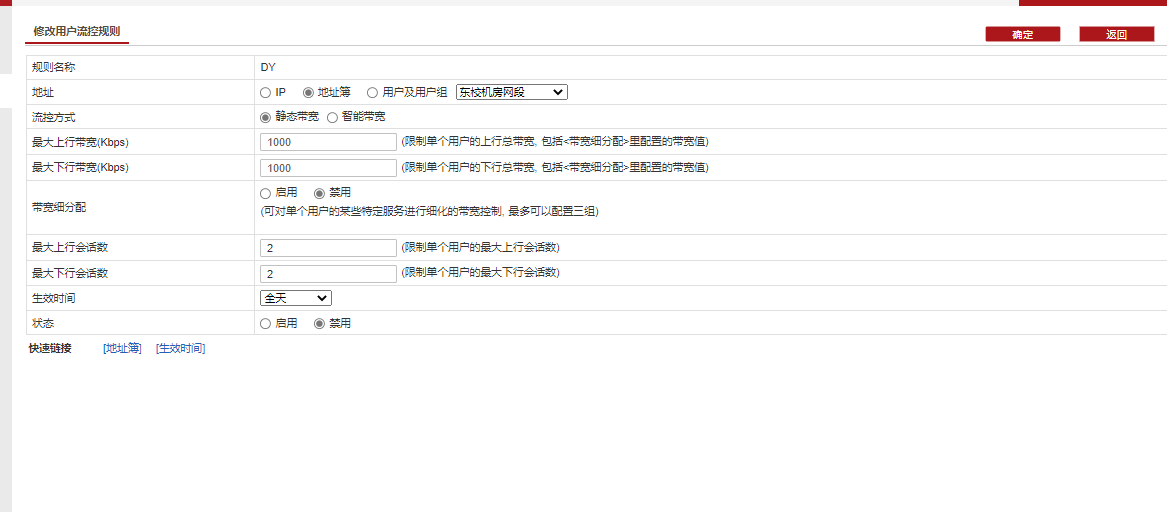 修改用户流控规则
确定 返回
规则名称 DY
地址 IP 地址簿 用户及用户组 东校机房网段
流控方式 静态带宽 智能带宽
最大上行带宽(Kbps) 1000 (限制单个用户的上行总带宽, 包括<带宽细分配>里配置的带宽值)
最大下行带宽(Kbps) 1000 (限制单个用户的下行总带宽, 包括<带宽细分配>里配置的带宽值)
带宽细分配 启用 禁用
(可对单个用户的某些特定服务进行细化的带宽控制, 最多可以配置三组)
最大上行会话数 2 (限制单个用户的最大上行会话数)
最大下行会话数 2 (限制单个用户的最大下行会话数)
生效时间 全天
状态 启用 禁用
快速链接 [地址簿] [生效时间]